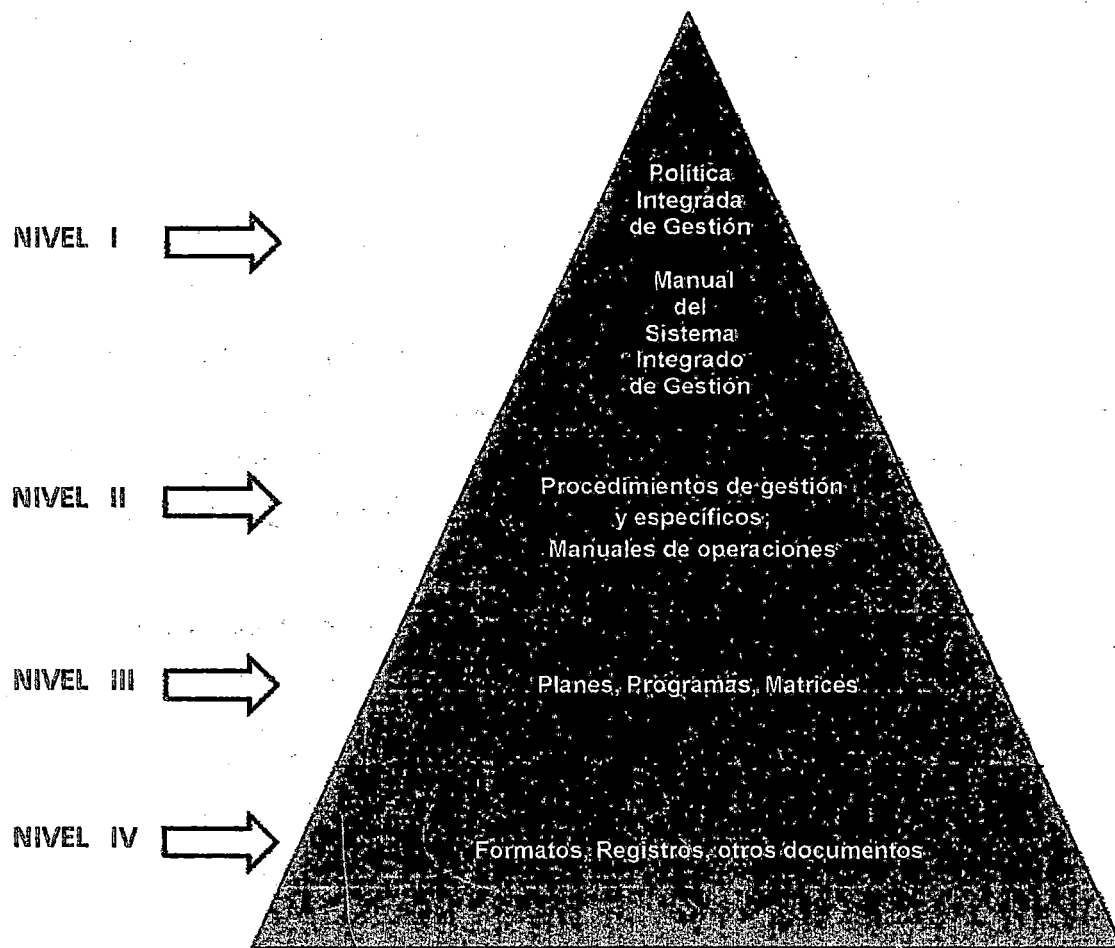 Política
Integrada
de Gestión
NIVEL I
Manual
del
Sistema
Integrado
de Gestión
NIVEL II
Procedimientos de gestión
y específicos;
Manuales de operaciones
NIVEL III
Planes, Programas, Matrices
NIVEL IV
Formatos, Registros, otros documentos